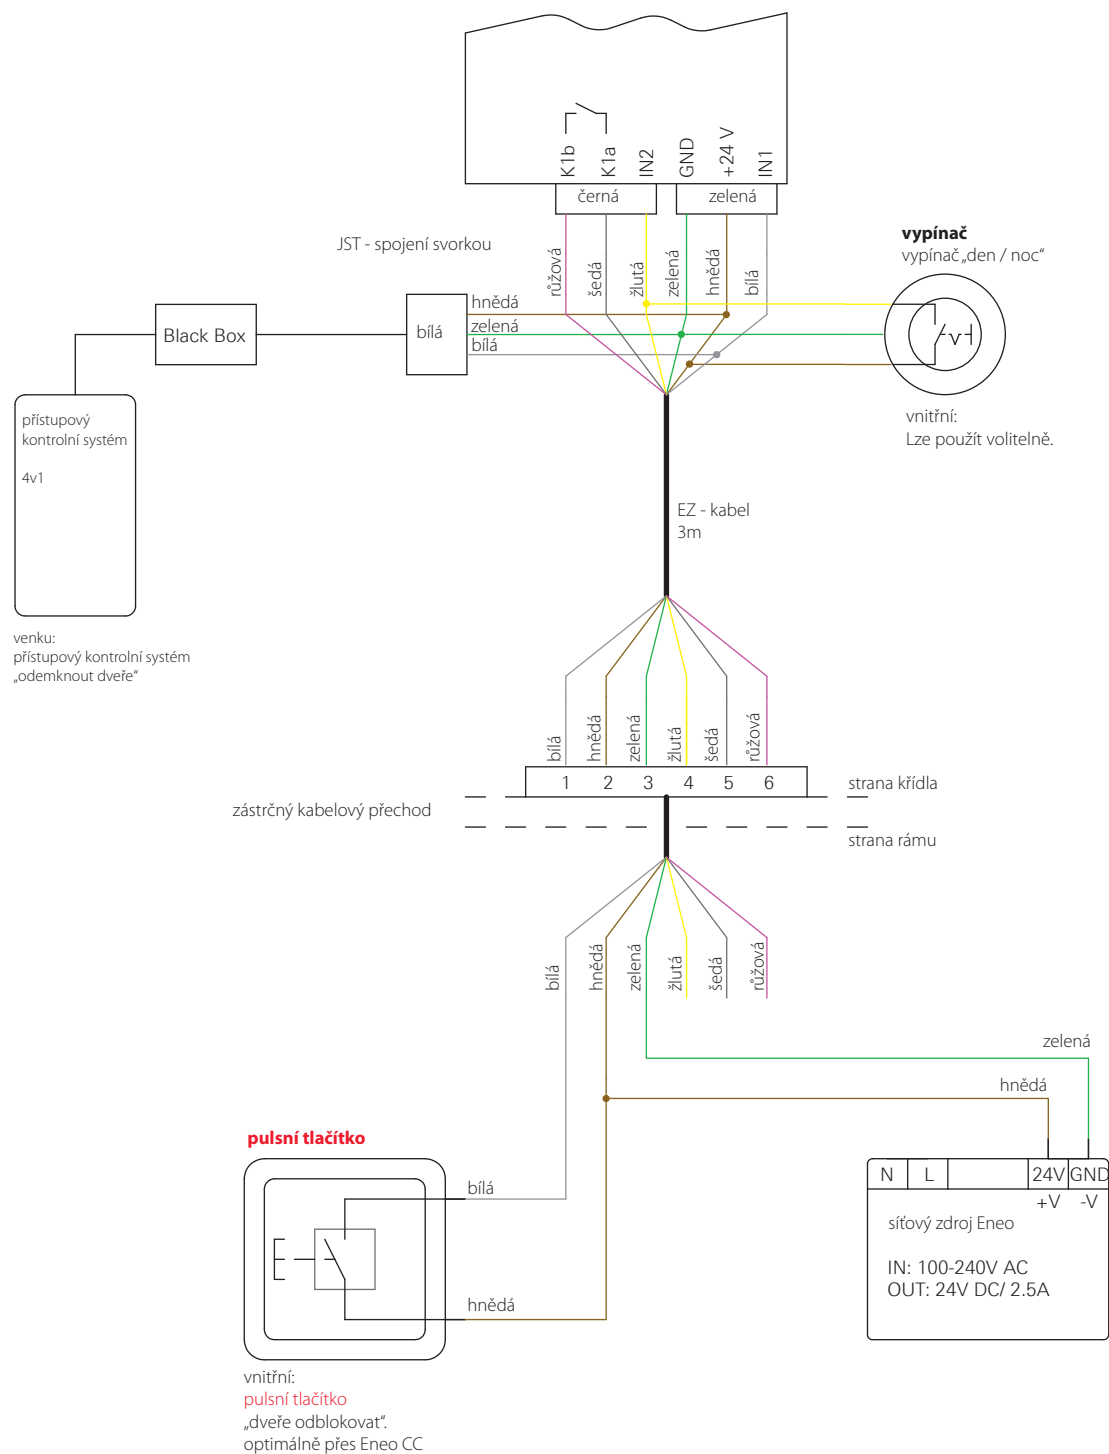 K1b
K1a
IN2
GND
+24 V
IN1
černá
zelená
JST - spojení svorkou
růžová
šedá
žlutá
zelená
hnědá
bílá
vypínač
vypínač „den / noc“
hnědá
zelená
bílá
bílá
Black Box
přístupový
kontrolní systém
4v1
vnitřní:
Lze použít volitelně.
EZ - kabel
3m
venku:
přístupový kontrolní systém
„odemknout dveře“
bílá
hnědá
zelená
žlutá
šedá
růžová
1 2 3 4 5 6
strana křídla
zástrčný kabelový přechod
strana rámu
bílá
hnědá
zelená
žlutá
šedá
růžová
zelená
hnědá
pulsní tlačítko
bílá
hnědá
N L 24V GND
+V -V
síťový zdroj Eneo
IN: 100-240V AC
OUT: 24V DC/ 2.5A
vnitřní:
pulsní tlačítko
„dveře odblokovat“.
optimálně přes Eneo CC